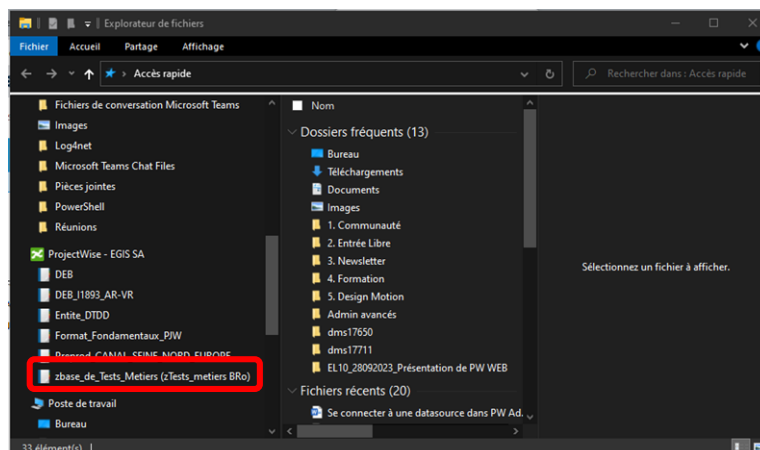 Explorateur de fichiers
Fichier Accueil Partage Affichage
Accès rapide
Rechercher dans : Accès rapide
Fichiers de conversation Microsoft Teams
Images
Log4net
Microsoft Teams Chat Files
Pièces jointes
PowerShell
Réunions
ProjectWise - EGIS SA
DEB
DEB_I1893_AR-VR
Entite_DTDD
Format_Fondamentaux_PJW
Preprod_CANAL_SEINE_NORD_EUROPE
zbase_de_Tests_Metiers (zTests_metiers BRo)
Poste de travail
Bureau
33 élément(s)
Nom
Dossiers fréquents (13)
Bureau
Téléchargements
Documents
Images
1. Communauté
2. Entrée Libre
3. Newsletter
4. Formation
5. Design Motion
Admin avancés
dms17650
dms17711
EL10_28092023_Présentation de PW WEB
Fichiers récents (20)
Se connecter à une datasource dans PW Ad.
Sélectionnez un fichier à afficher.